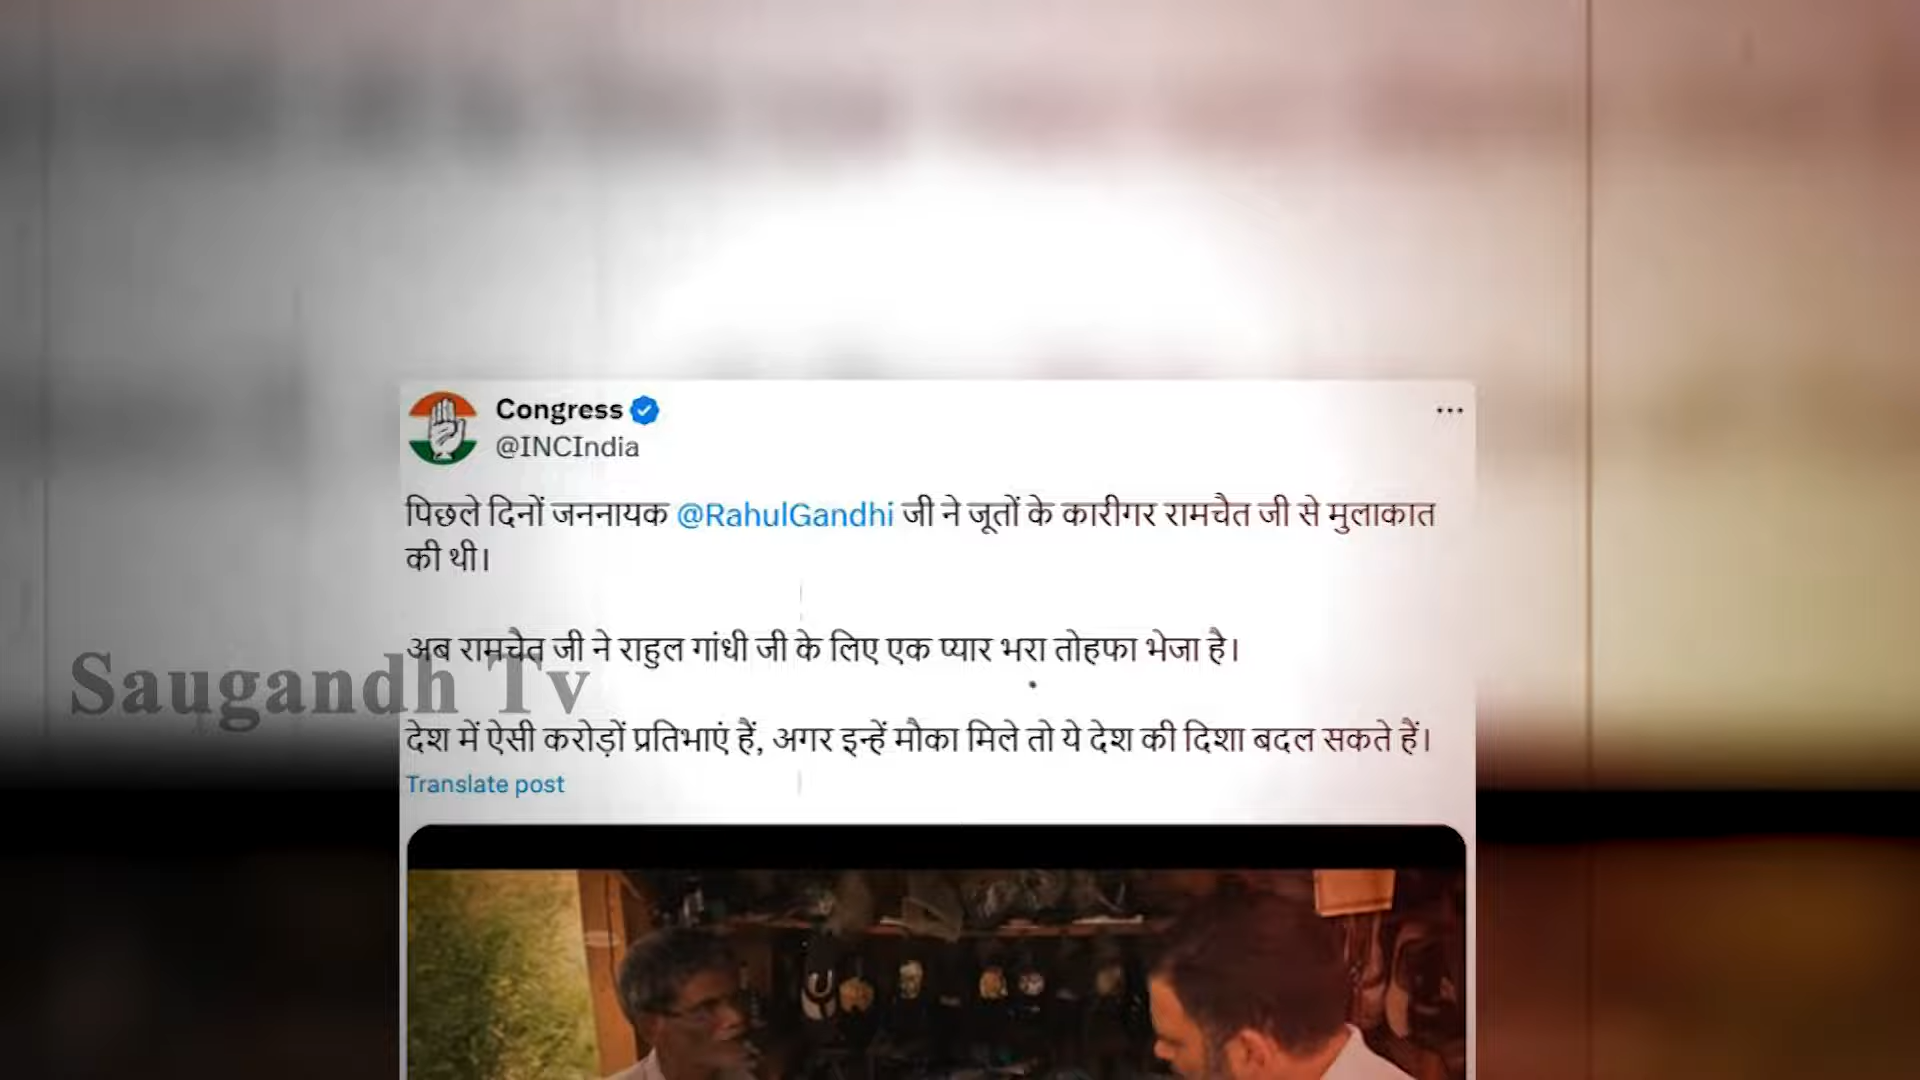 Congress
@INCIndia
पिछले दिनों जननायक @RahulGandhi जी ने जूतों के कारीगर रामचैत जी से मुलाकात
की थी।
अब रामचैत जी ने राहुल गांधी जी के लिए एक प्यार भरा तोहफा भेजा है।
Saugandh Tv
देश में ऐसी करोड़ों प्रतिभाएं हैं, अगर इन्हें मौका मिले तो ये देश की दिशा बदल सकते हैं।
Translate post